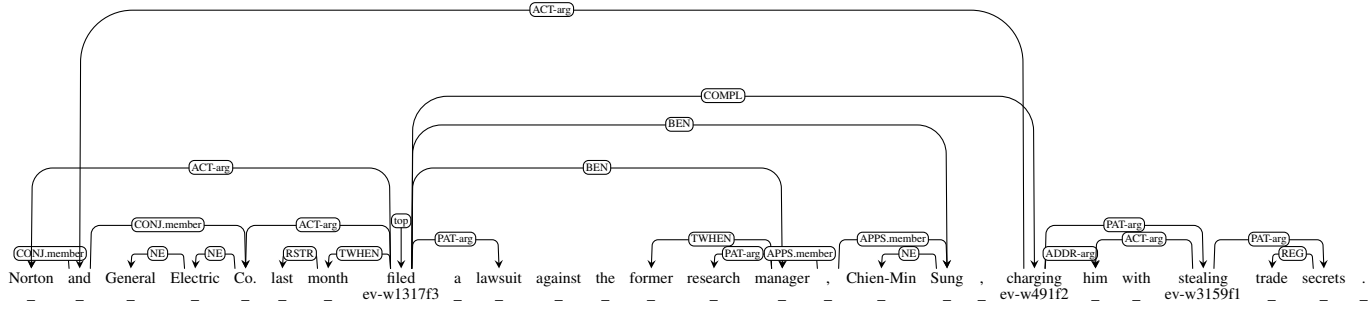 ACT-arg
COMPL
BEN
ACT-arg BEN
top
CONJ.member ACT-arg PAT-arg
CONJ.member NE NE RSTR TWHEN PAT-arg TWHEN APPS.member ADDR-arg ACT-arg PAT-arg
PAT-arg APPS.member NE REG
Norton and General Electric Co. last month filed a lawsuit against the former research manager , Chien-Min Sung , charging him with stealing trade secrets .
_ _ _ _ _ _ _ ev-w1317f3 _ _ _ _ _ _ _ _ _ _ _ ev-w491f2 _ _ ev-w3159f1 _ _ _